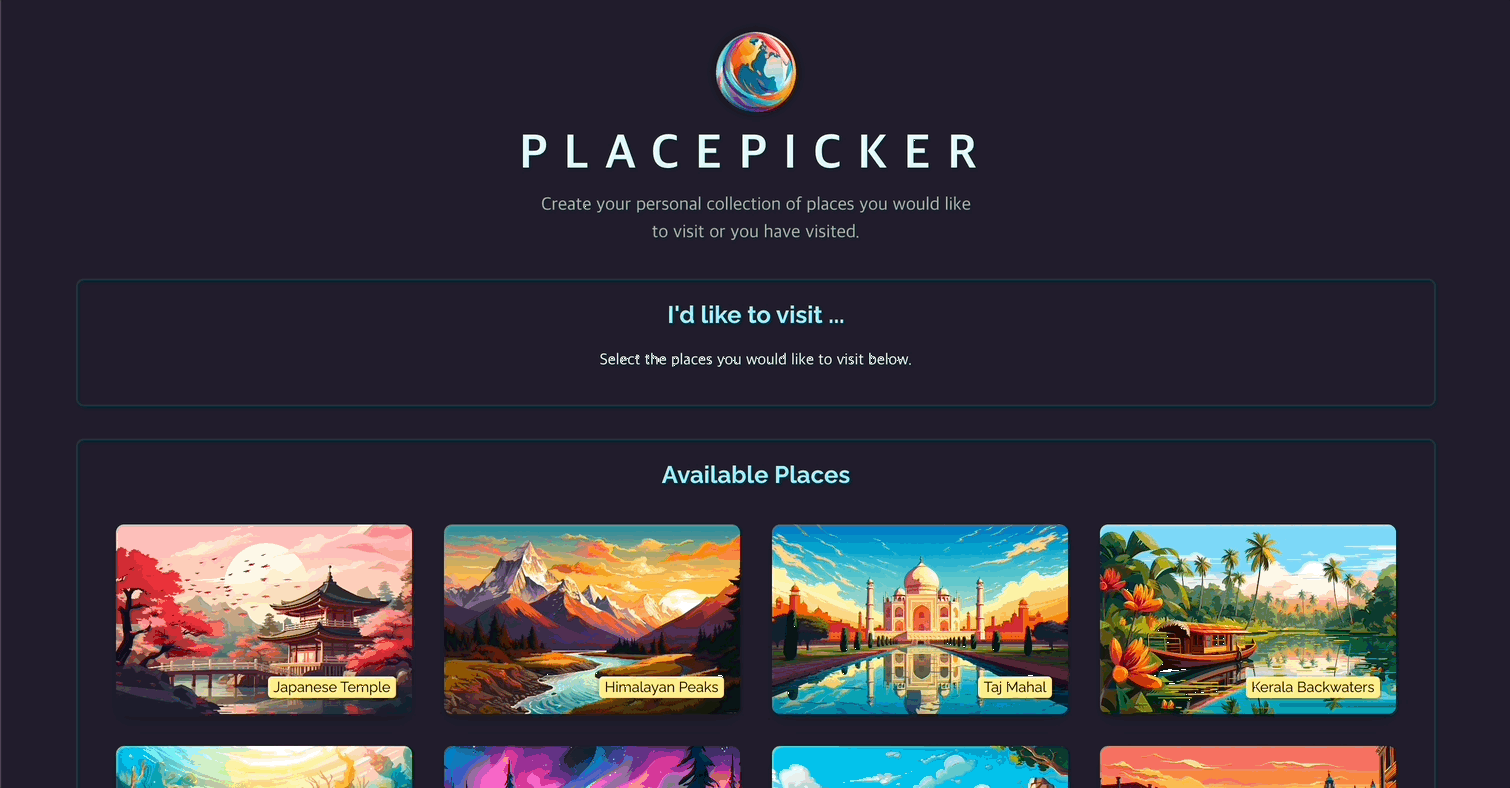 PLACEPICKER
Create your personal collection of places you would like
to visit or you have visited.
I'd like to visit ...
Select the places you would like to visit below.
Available Places
Japanese Temple
Himalayan Peaks
Taj Mahal
Kerala Backwaters